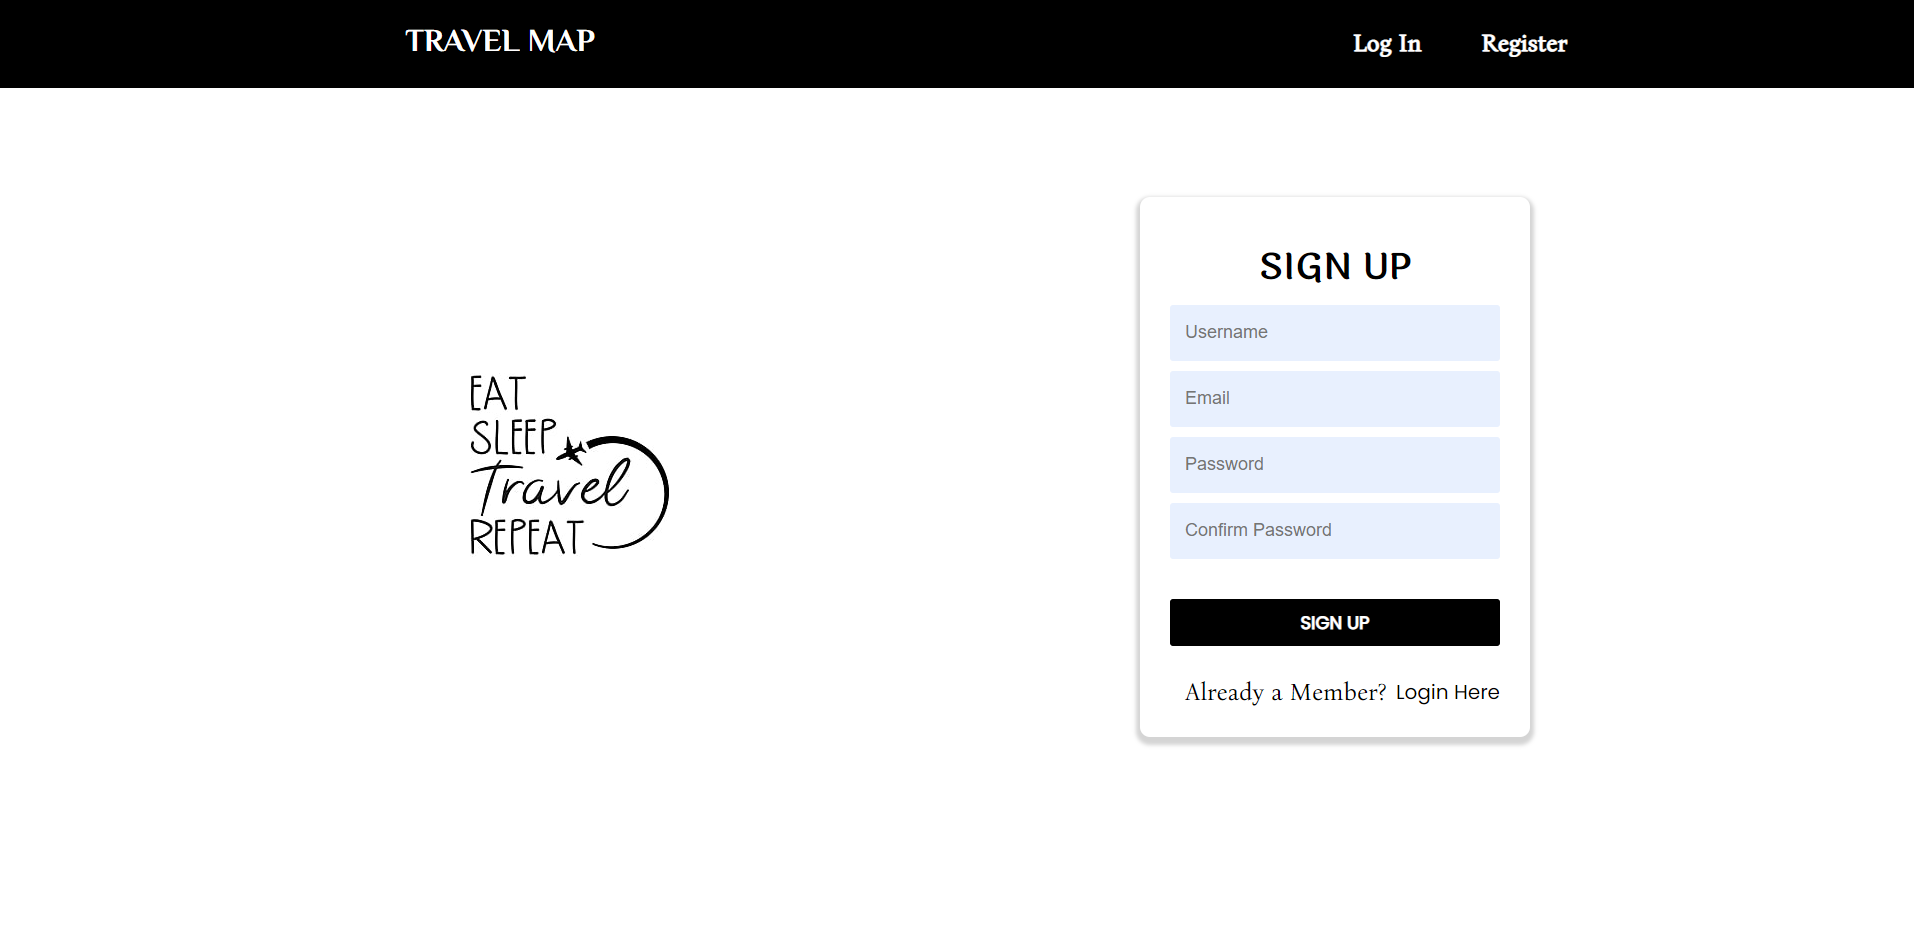 TRAVEL MAP
Log In
Register
EAT
SLEEP
Travel
REPEAT
SIGN UP
Username
Email
Password
Confirm Password
SIGN UP
Already a Member? Login Here